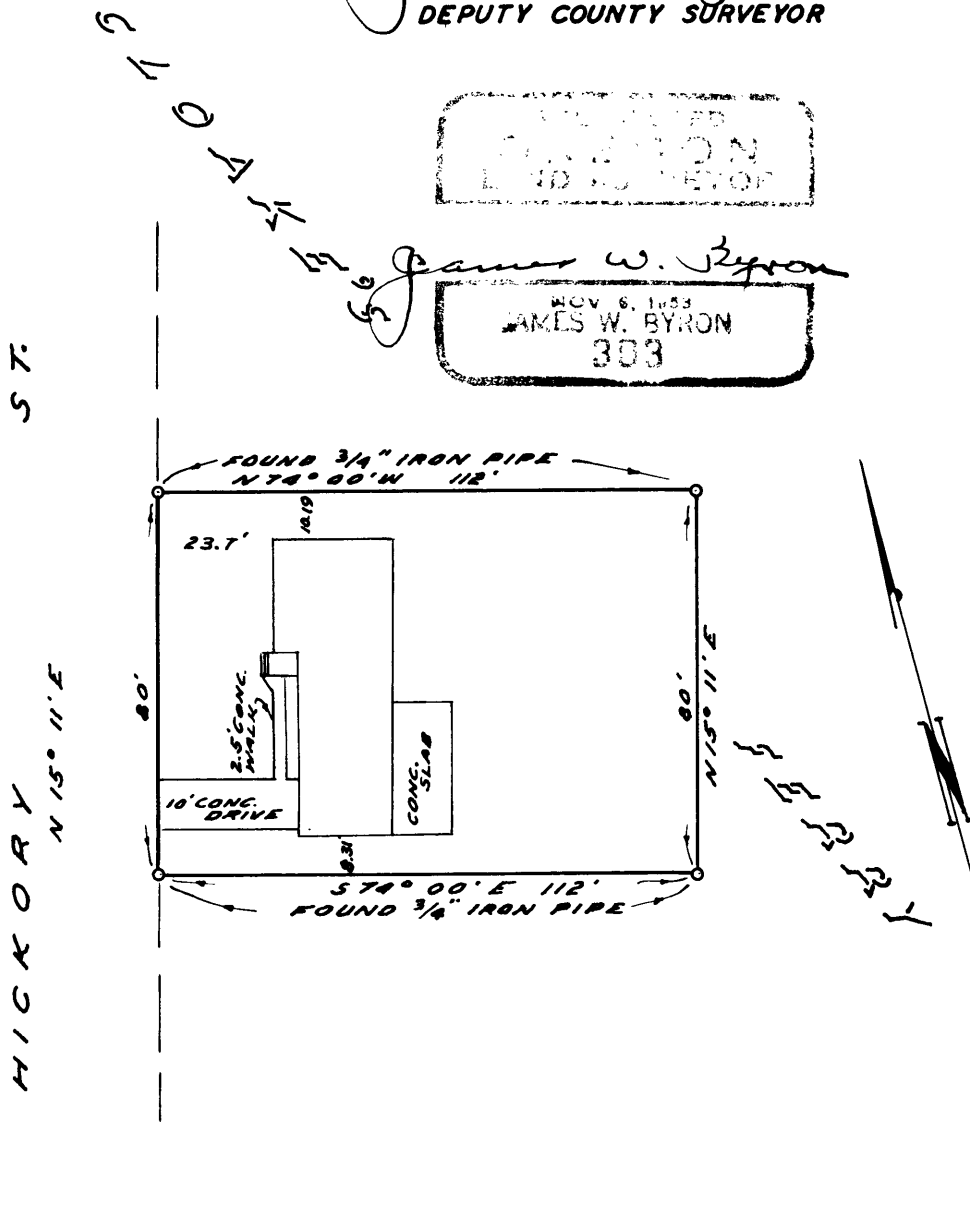 DEPUTY COUNTY SURVEYOR
James W. Byron
NOV 6, 1953
JAMES W. BYRON
303
ST.
FOUND 3/4" IRON PIPE
N 74° 00' W 112'
23.7'
10.19
80'
2.5' CONC.
WALK
10' CONC.
DRIVE
CONC.
SLAB
8.31'
80'
N 15° 11' E
N 15° 11' E
HICKORY
S 74° 00' E 112'
FOUND 3/4" IRON PIPE